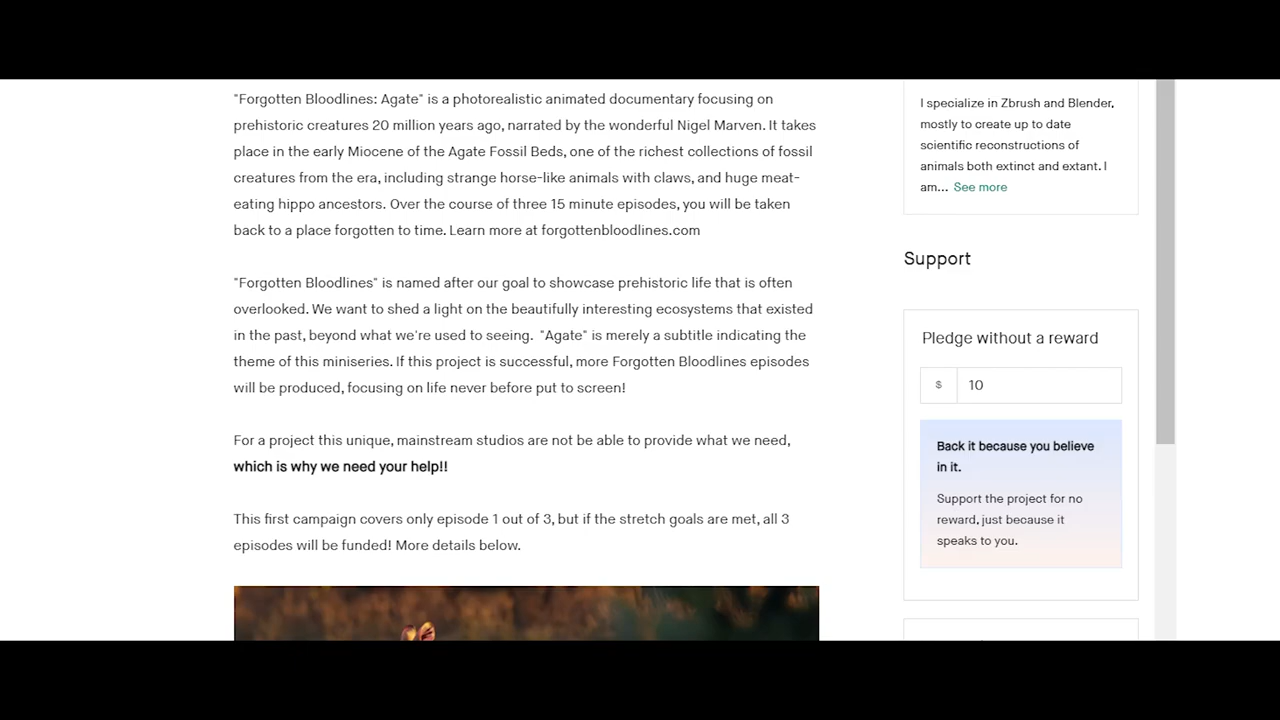 "Forgotten Bloodlines: Agate" is a photorealistic animated documentary focusing on
prehistoric creatures 20 million years ago, narrated by the wonderful Nigel Marven. It takes
place in the early Miocene of the Agate Fossil Beds, one of the richest collections of fossil
creatures from the era, including strange horse-like animals with claws, and huge meat-
eating hippo ancestors. Over the course of three 15 minute episodes, you will be taken
back to a place forgotten to time. Learn more at forgottenbloodlines.com
"Forgotten Bloodlines" is named after our goal to showcase prehistoric life that is often
overlooked. We want to shed a light on the beautifully interesting ecosystems that existed
in the past, beyond what we're used to seeing. "Agate" is merely a subtitle indicating the
theme of this miniseries. If this project is successful, more Forgotten Bloodlines episodes
will be produced, focusing on life never before put to screen!
For a project this unique, mainstream studios are not be able to provide what we need,
which is why we need your help!!
This first campaign covers only episode 1 out of 3, but if the stretch goals are met, all 3
episodes will be funded! More details below.
I specialize in Zbrush and Blender,
mostly to create up to date
scientific reconstructions of
animals both extinct and extant. I
am... See more
Support
Pledge without a reward
$ 10
Back it because you believe
in it.
Support the project for no
reward, just because it
speaks to you.